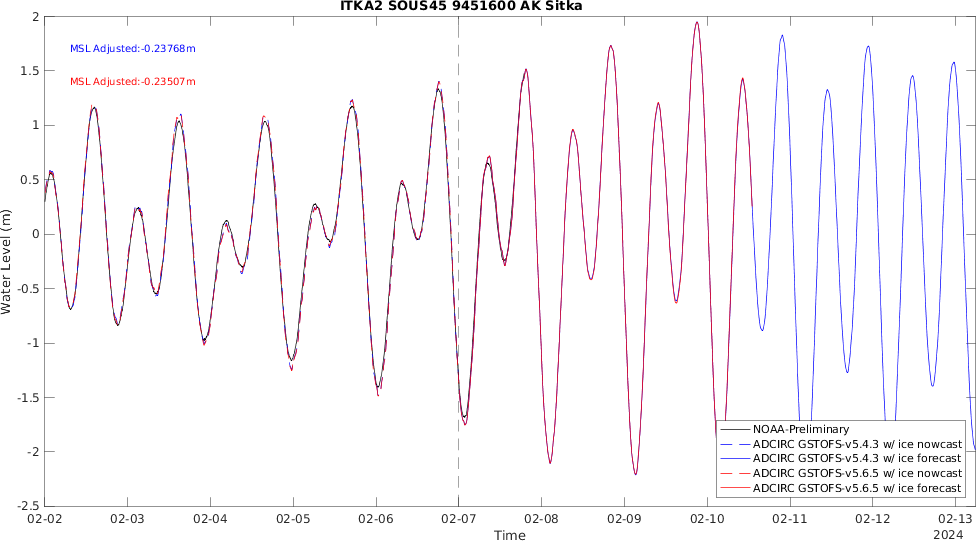 ITKA2 SOUS45 9451600 AK Sitka
MSL Adjusted:-0.23768m
MSL Adjusted:-0.23507m
Water Level (m)
2
1.5
1
0.5
0
-0.5
-1
-1.5
-2
-2.5
NOAA-Preliminary
ADCIRC GSTOFS-v5.4.3 w/ ice nowcast
ADCIRC GSTOFS-v5.4.3 w/ ice forecast
ADCIRC GSTOFS-v5.6.5 w/ ice nowcast
ADCIRC GSTOFS-v5.6.5 w/ ice forecast
02-02 02-03 02-04 02-05 02-06 02-07 02-08 02-09 02-10 02-11 02-12 02-13
Time
2024